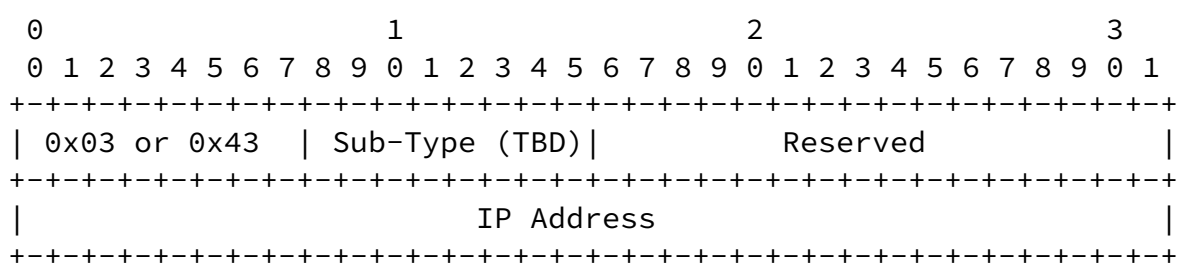 0                   1                   2                   3
 0 1 2 3 4 5 6 7 8 9 0 1 2 3 4 5 6 7 8 9 0 1 2 3 4 5 6 7 8 9 0 1
+-+-+-+-+-+-+-+-+-+-+-+-+-+-+-+-+-+-+-+-+-+-+-+-+-+-+-+-+-+-+-+-+
| 0x03 or 0x43  | Sub-Type (TBD)|          Reserved             |
+-+-+-+-+-+-+-+-+-+-+-+-+-+-+-+-+-+-+-+-+-+-+-+-+-+-+-+-+-+-+-+-+
|                         IP Address                            |
+-+-+-+-+-+-+-+-+-+-+-+-+-+-+-+-+-+-+-+-+-+-+-+-+-+-+-+-+-+-+-+-+